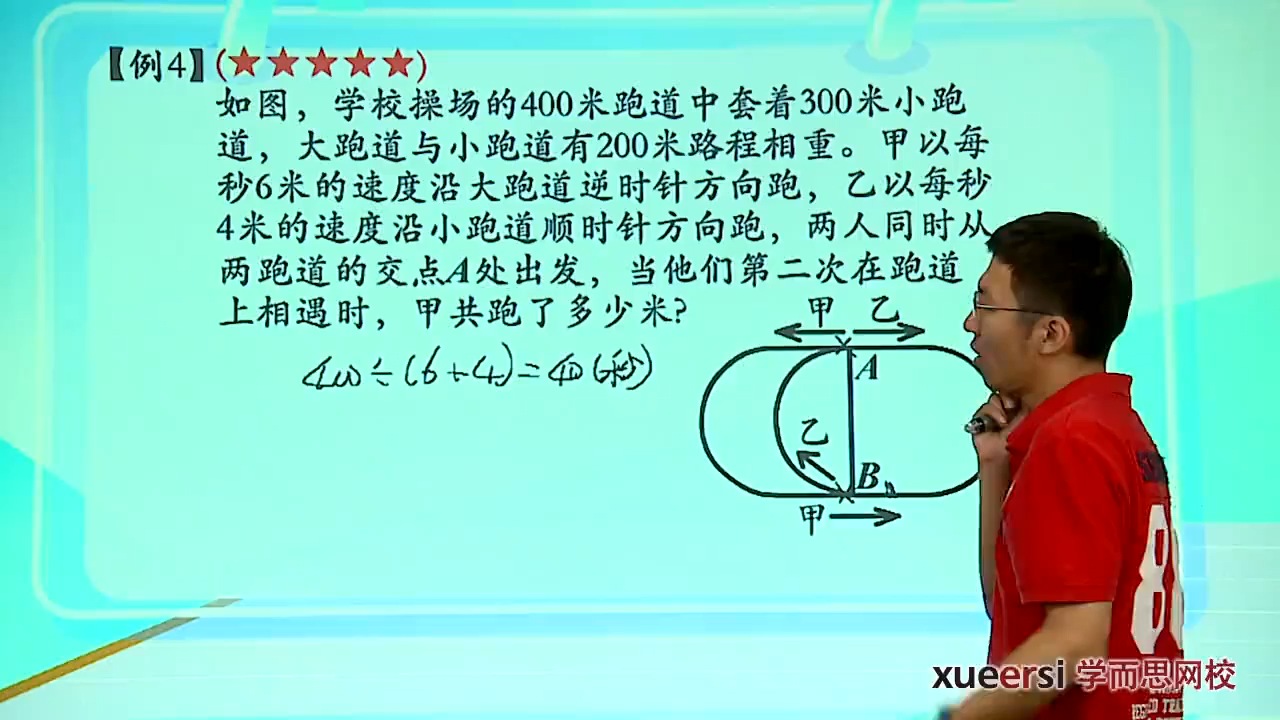 【例4】(★★★★★)
如图，学校操场的400米跑道中套着300米小跑
道，大跑道与小跑道有200米路程相重。甲以每
秒6米的速度沿大跑道逆时针方向跑，乙以每秒
4米的速度沿小跑道顺时针方向跑，两人同时从
两跑道的交点A处出发，当他们第二次在跑道
上相遇时，甲共跑了多少米?
400÷(6+4)=40(秒)
甲 乙
A
乙
B
甲
xueersi 学而思网校